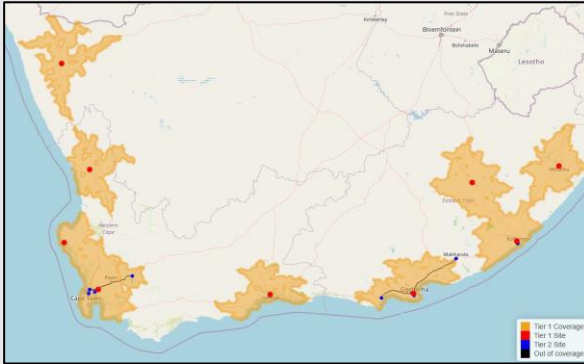 Kimberley
Free State
Bloemfontein
Botshabelo
Maseru
Lesotho
Eastern Cape
Western
Cape
Makhanda
Paarl
Cape Town
Gqeberha
Tier 1 Coverage
Tier 1 Site
Tier 2 Site
Out of coverage